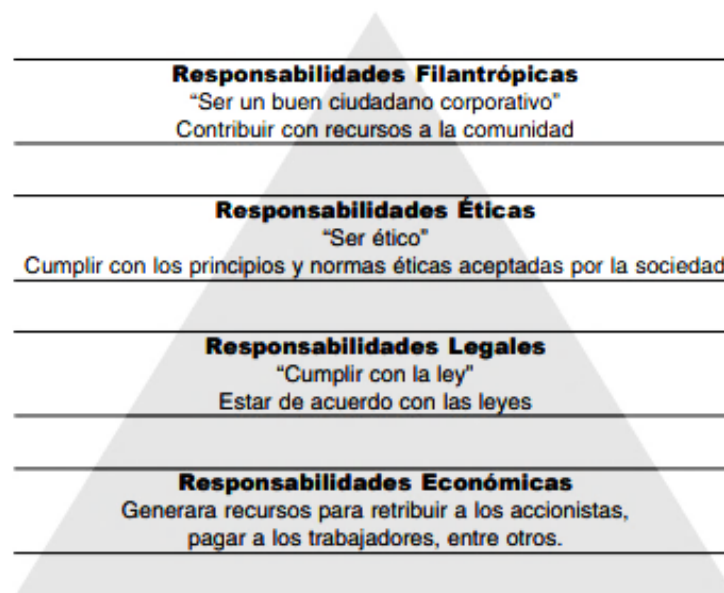 Responsabilidades Filantrópicas
“Ser un buen ciudadano corporativo”
Contribuir con recursos a la comunidad
Responsabilidades Éticas
“Ser ético”
Cumplir con los principios y normas éticas aceptadas por la sociedad
Responsabilidades Legales
“Cumplir con la ley"
Estar de acuerdo con las leyes
Responsabilidades Económicas
Generara recursos para retribuir a los accionistas,
pagar a los trabajadores, entre otros.